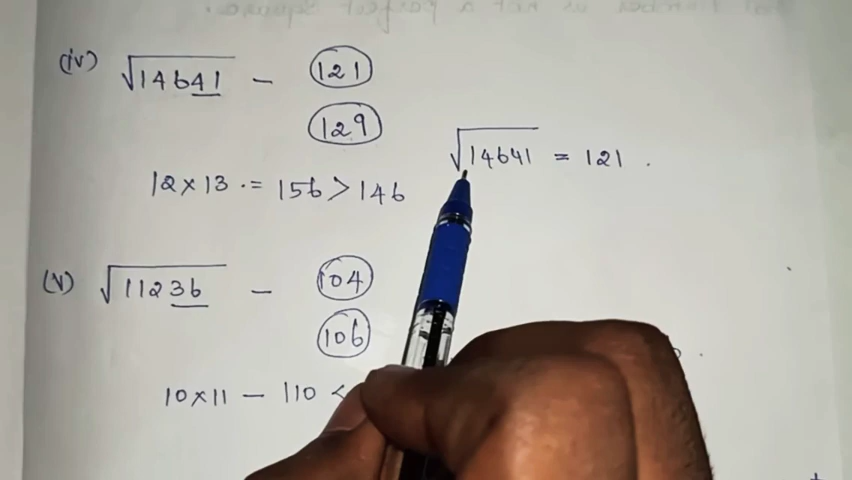 (iv) √14641 - 121
129
√14641 = 121 .
12 × 13 .= 156 > 146
(v) √11236 - 104
106
10 × 11 - 110 <